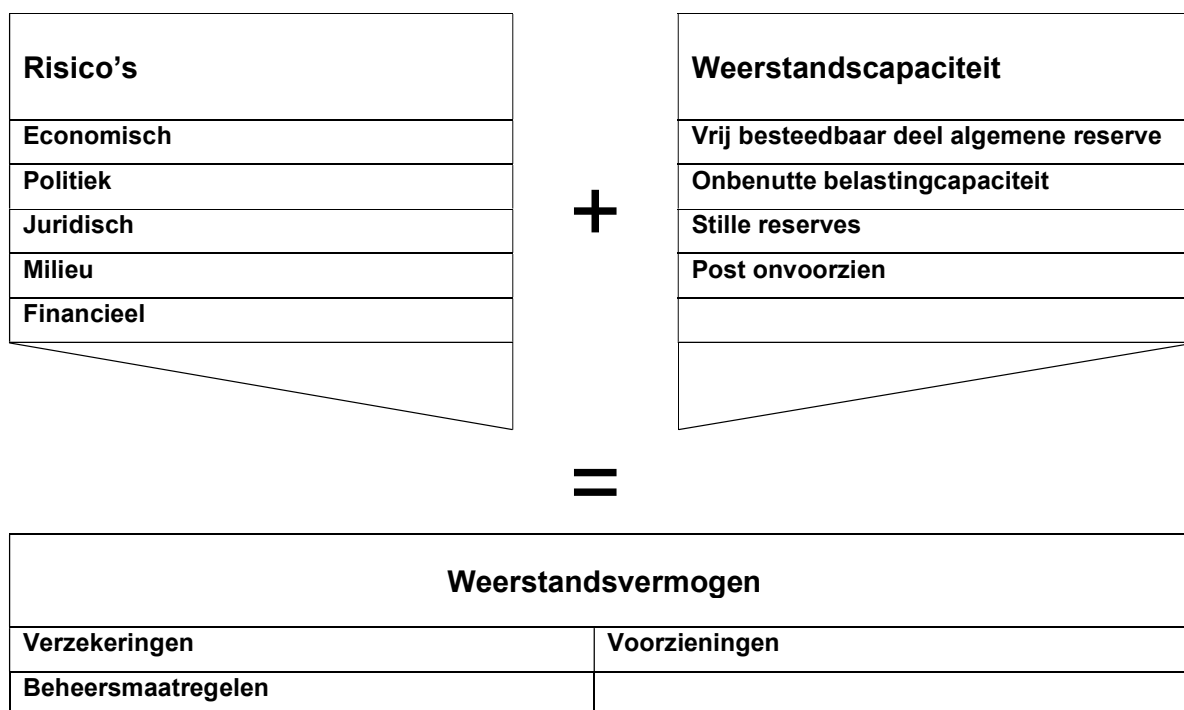 Risico’s
Economisch
Politiek
Juridisch
Milieu
Financieel
+
Weerstandscapaciteit
Vrij besteedbaar deel algemene reserve
Onbenutte belastingcapaciteit
Stille reserves
Post onvoorzien
=
Weerstandsvermogen
Verzekeringen
Voorzieningen
Beheersmaatregelen